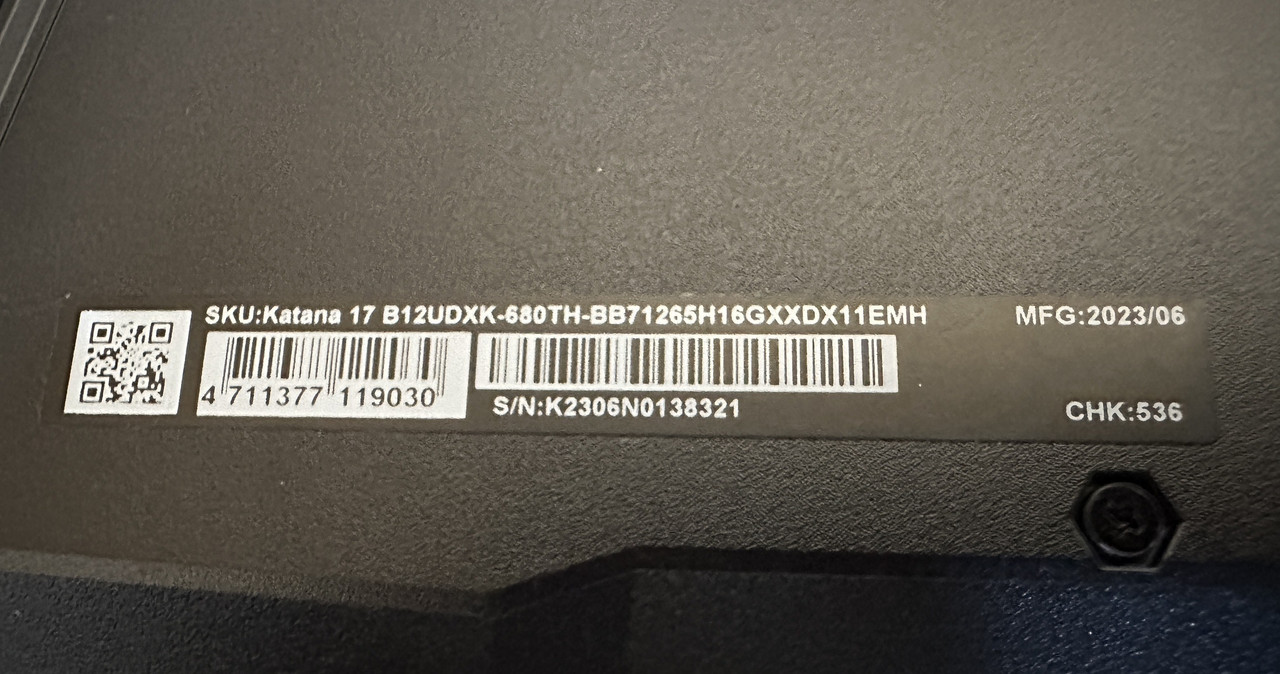 SKU:Katana 17 B12UDXK-680TH-BB71265H16GXXDX11EMH
MFG:2023/06
4 711377 119030
S/N:K2306N0138321
CHK:536